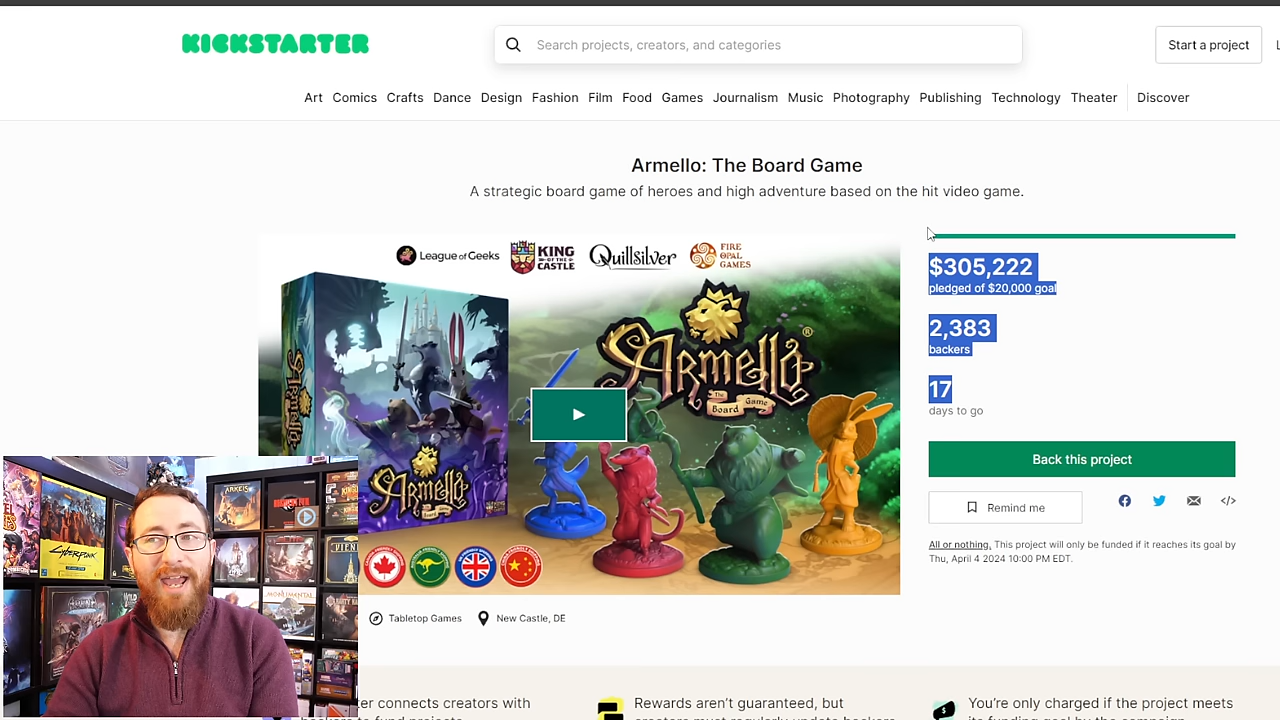 KICKSTARTER
Search projects, creators, and categories
Start a project
Art Comics Crafts Dance Design Fashion Film Food Games Journalism Music Photography Publishing Technology Theater Discover
Armello: The Board Game
A strategic board game of heroes and high adventure based on the hit video game.
League of Geeks
KING OF THE CASTLE
Quillsilver
FIRE OPAL GAMES
ARMELLO
ARMELLO ®
The Board Game
ARMELLO
$305,222
pledged of $20,000 goal
2,383
backers
17
days to go
Back this project
Remind me
All or nothing. This project will only be funded if it reaches its goal by
Thu, April 4 2024 10:00 PM EDT.
Tabletop Games
New Castle, DE
ARKEIS
CYBERPUNK
MONUMENTAL
ter connects creators with
Rewards aren't guaranteed, but
You're only charged if the project meets